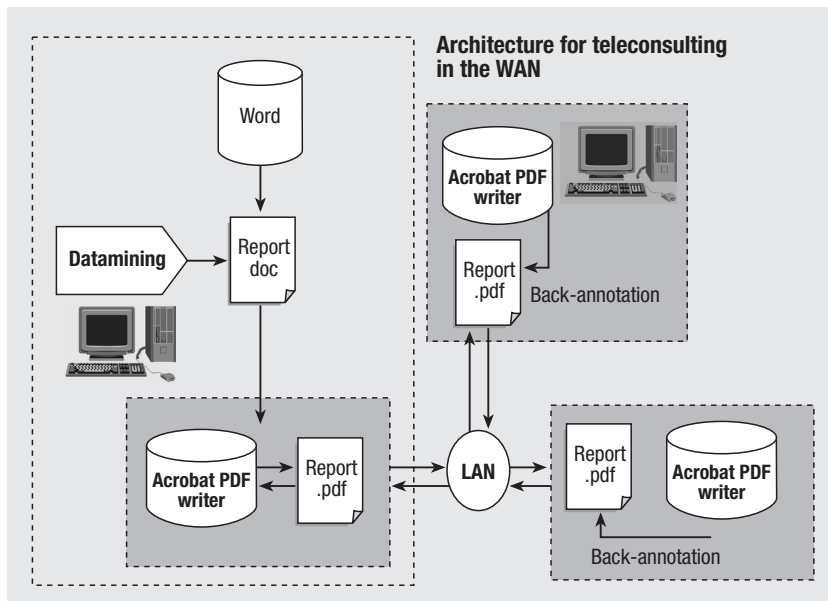 Architecture for teleconsulting
in the WAN
Word
Datamining
Report
doc
Acrobat PDF
writer
Report
.pdf
LAN
Acrobat PDF
writer
Report
.pdf
Back-annotation
Report
.pdf
Acrobat PDF
writer
Back-annotation